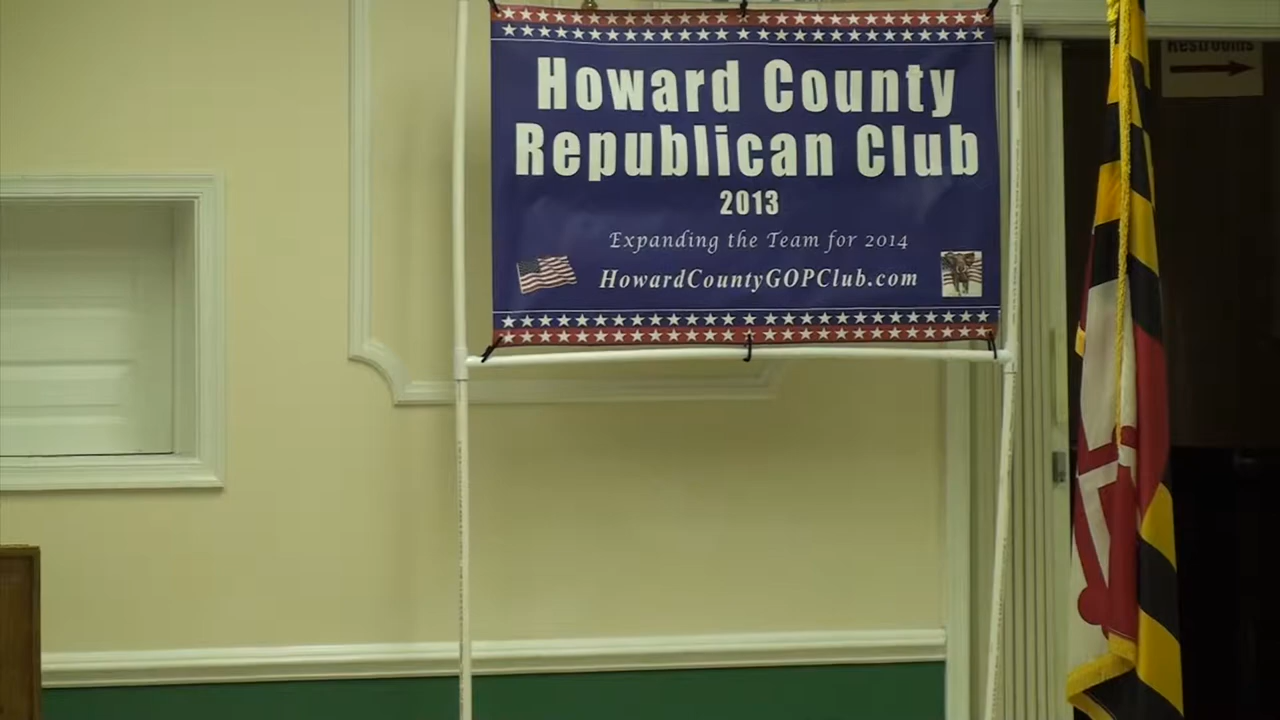 Howard County
Republican Club
2013
Expanding the Team for 2014
HowardCountyGOPClub.com
Restrooms